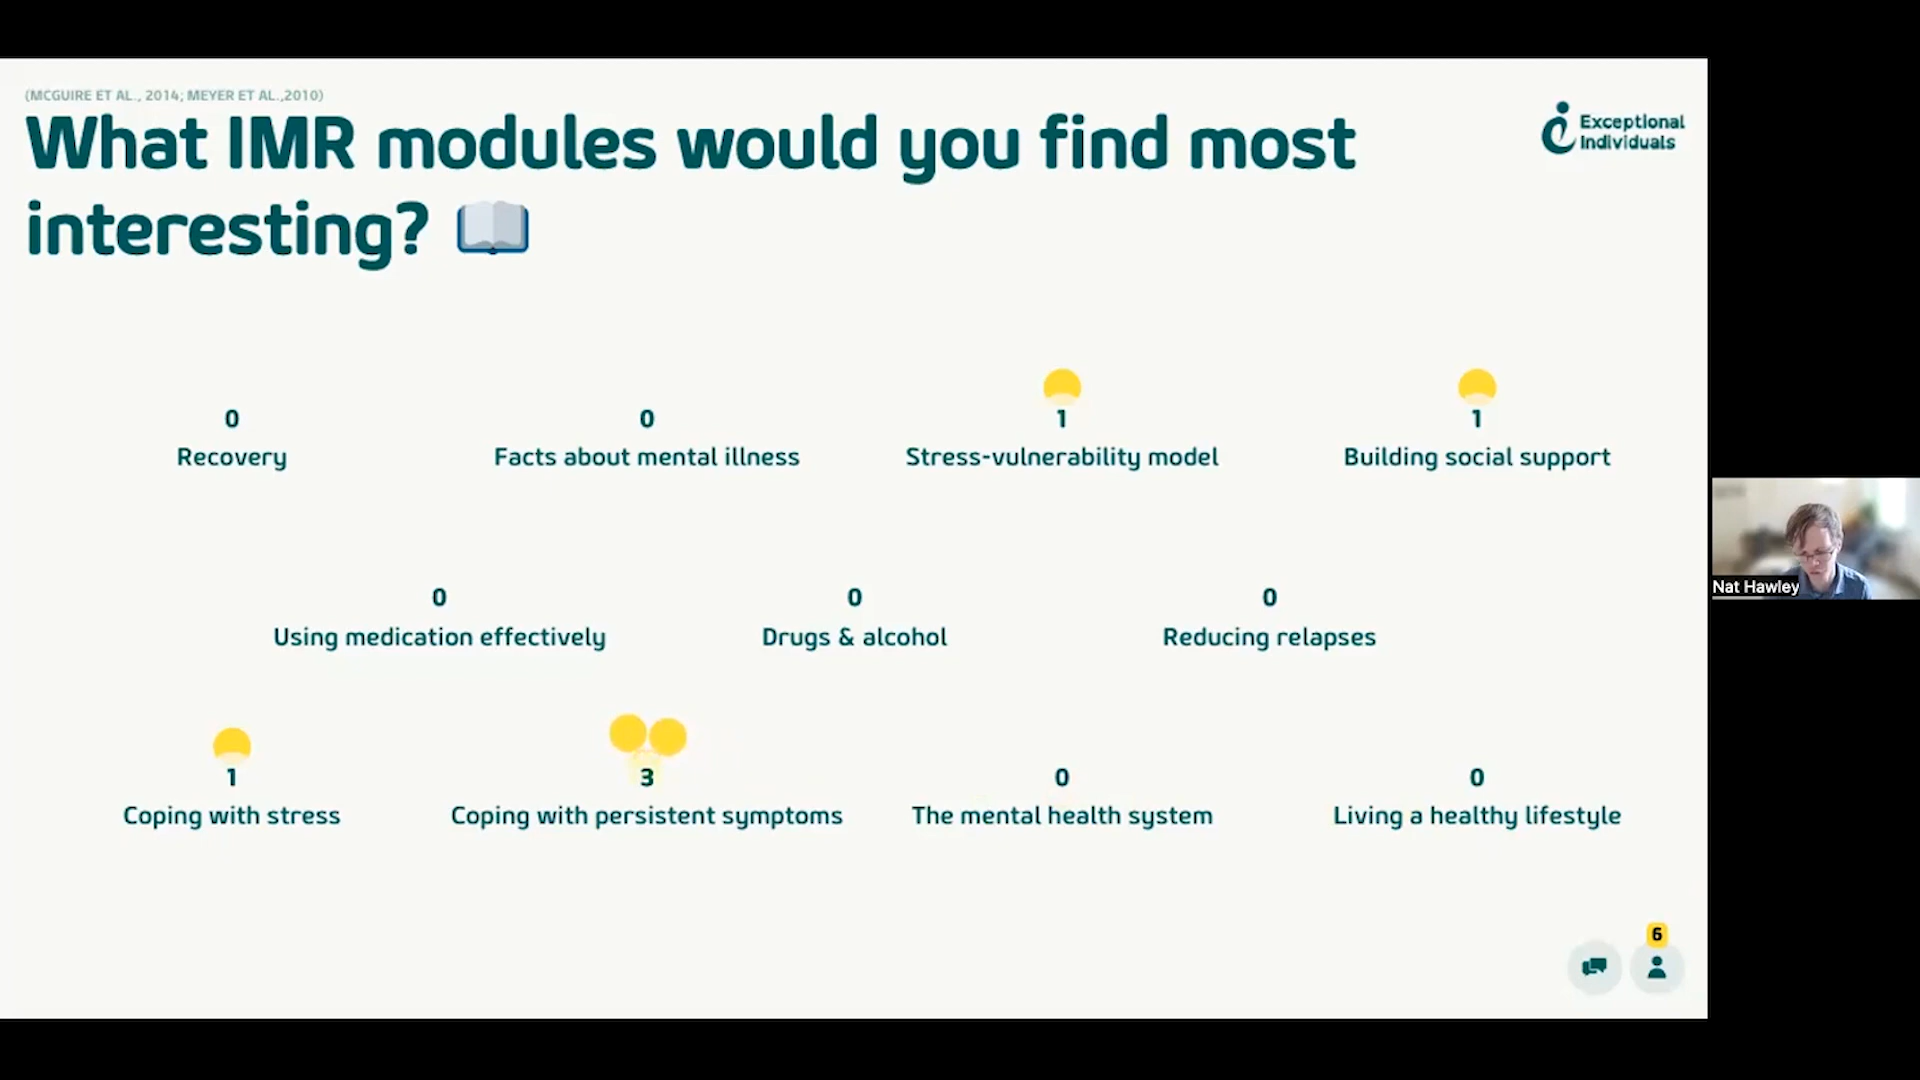 (MCGUIRE ET AL., 2014; MEYER ET AL.,2010)
What IMR modules would you find most
interesting?
Exceptional
Individuals
0
Recovery
0
Facts about mental illness
1
Stress-vulnerability model
1
Building social support
0
Using medication effectively
0
Drugs & alcohol
0
Reducing relapses
1
Coping with stress
3
Coping with persistent symptoms
0
The mental health system
0
Living a healthy lifestyle
6
Nat Hawley